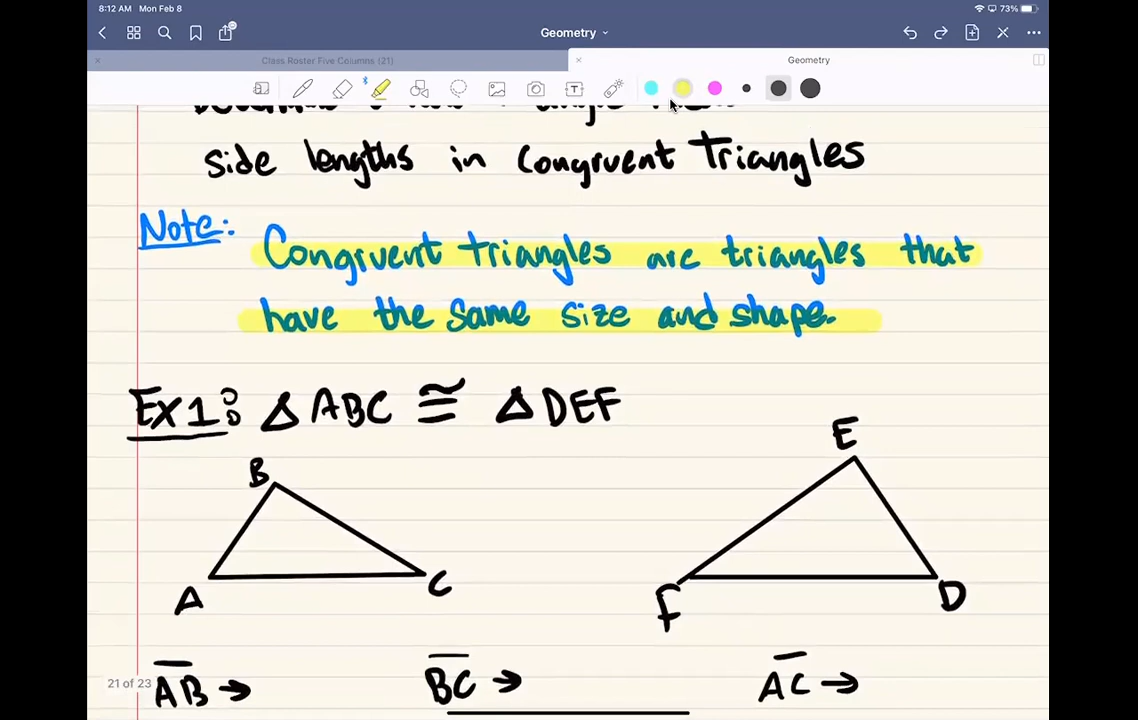 8:12 AM Mon Feb 8
73%
Geometry
Class Roster Five Columns (21)
Geometry
side lengths in congruent Triangles
Note:
Congruent triangles are triangles that
have the same size and shape.
Ex1: △ABC ≅ △DEF
B
E
A
C
F
D
21 of 23
AB →
BC →
AC →